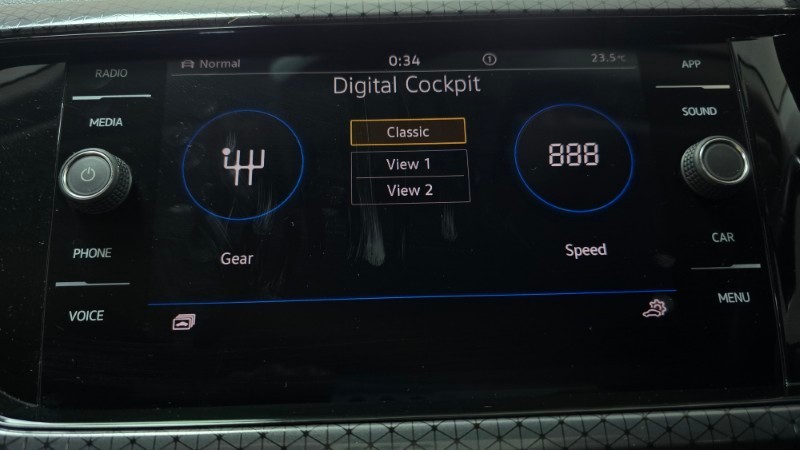 RADIO
MEDIA
PHONE
VOICE
Normal 0:34 1 23.5°C
Digital Cockpit
Classic
View 1
View 2
888
Gear
Speed
APP
SOUND
CAR
MENU